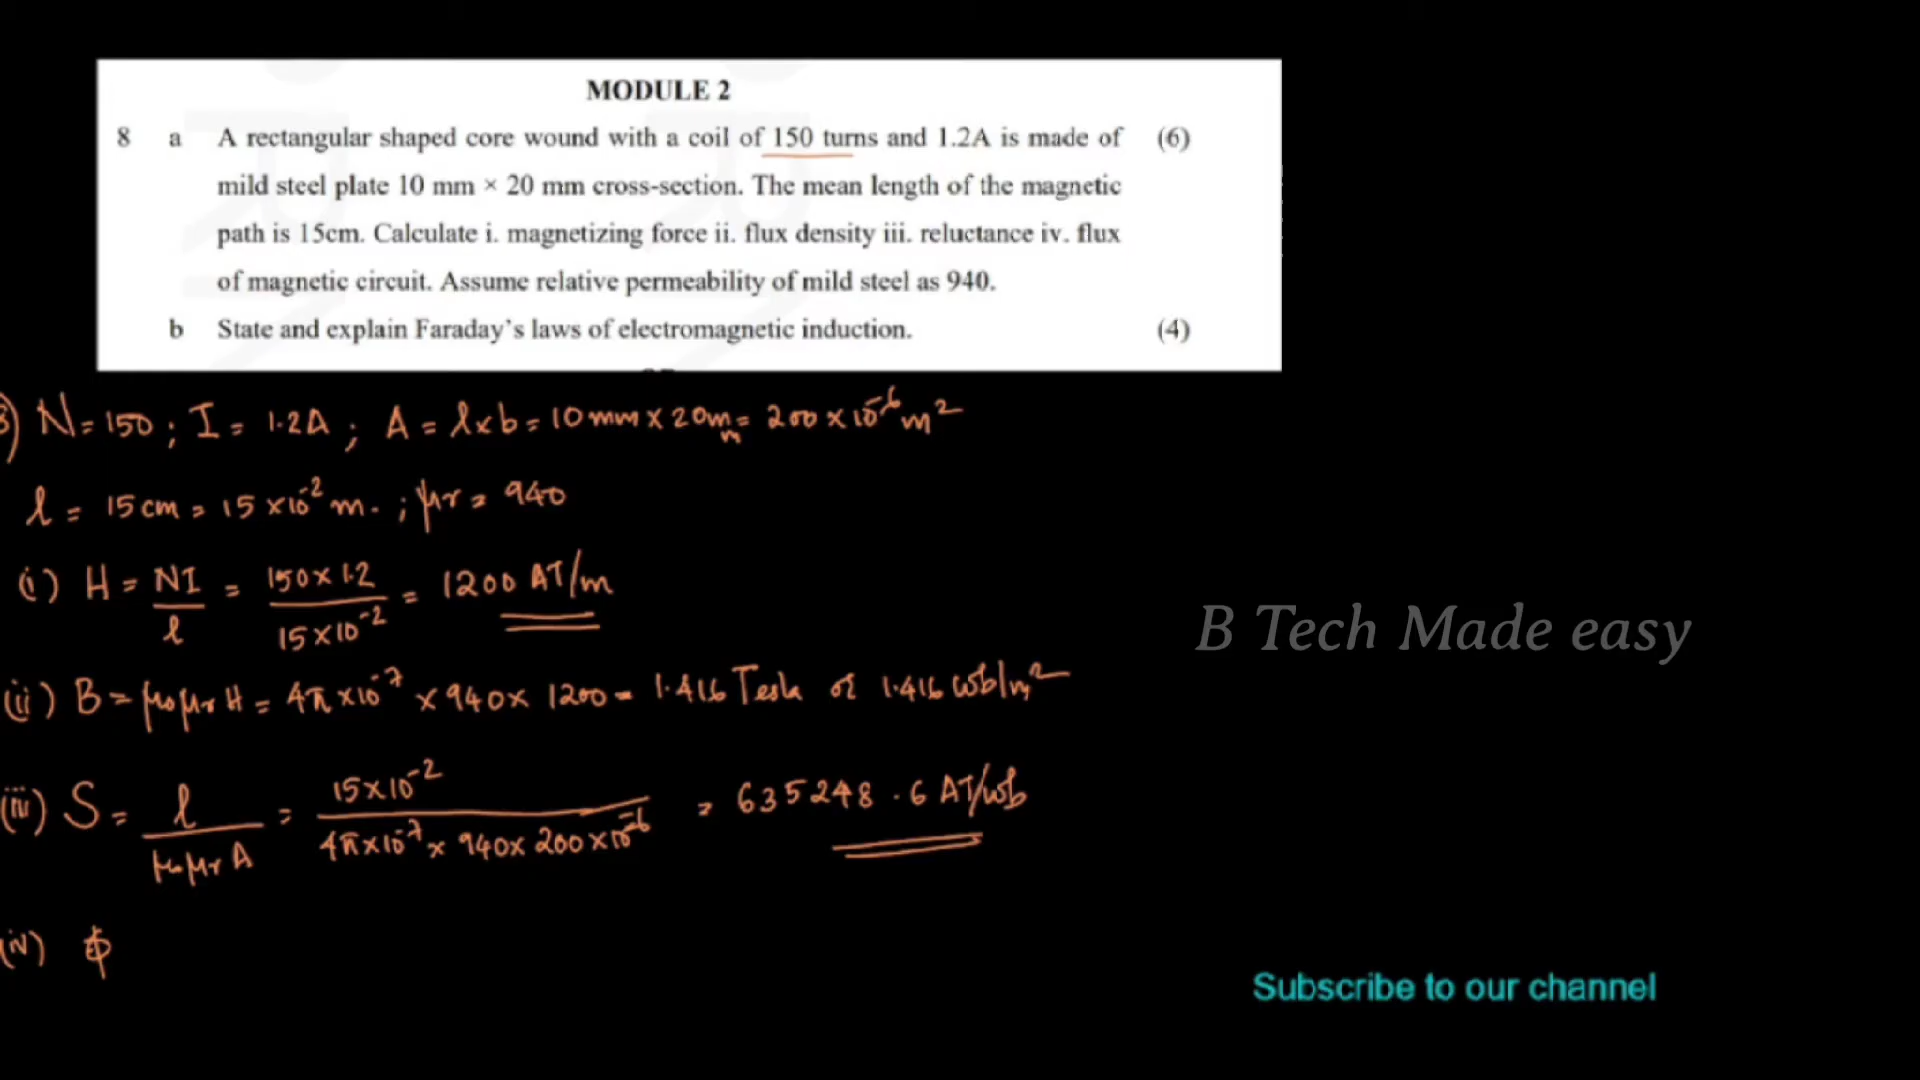 MODULE 2
8 a A rectangular shaped core wound with a coil of 150 turns and 1.2A is made of (6)
mild steel plate 10 mm × 20 mm cross-section. The mean length of the magnetic
path is 15cm. Calculate i. magnetizing force ii. flux density iii. reluctance iv. flux
of magnetic circuit. Assume relative permeability of mild steel as 940.
b State and explain Faraday's laws of electromagnetic induction. (4)
8) N = 150 ; I = 1.2A ; A = l×b = 10mm × 20mm = 200 × 10⁻⁶ m²
l = 15 cm = 15 × 10⁻² m. ; μr = 940
(i) H = NI/l = 150 × 1.2 / 15 × 10⁻² = 1200 AT/m
B Tech Made easy
(ii) B = μ₀μr H = 4π × 10⁻⁷ × 940 × 1200 = 1.416 Tesla or 1.416 wb/m²
(iii) S = l/μ₀μr A = 15 × 10⁻² / 4π × 10⁻⁷ × 940 × 200 × 10⁻⁶ = 635248.6 AT/wb
(iv) ϕ
Subscribe to our channel